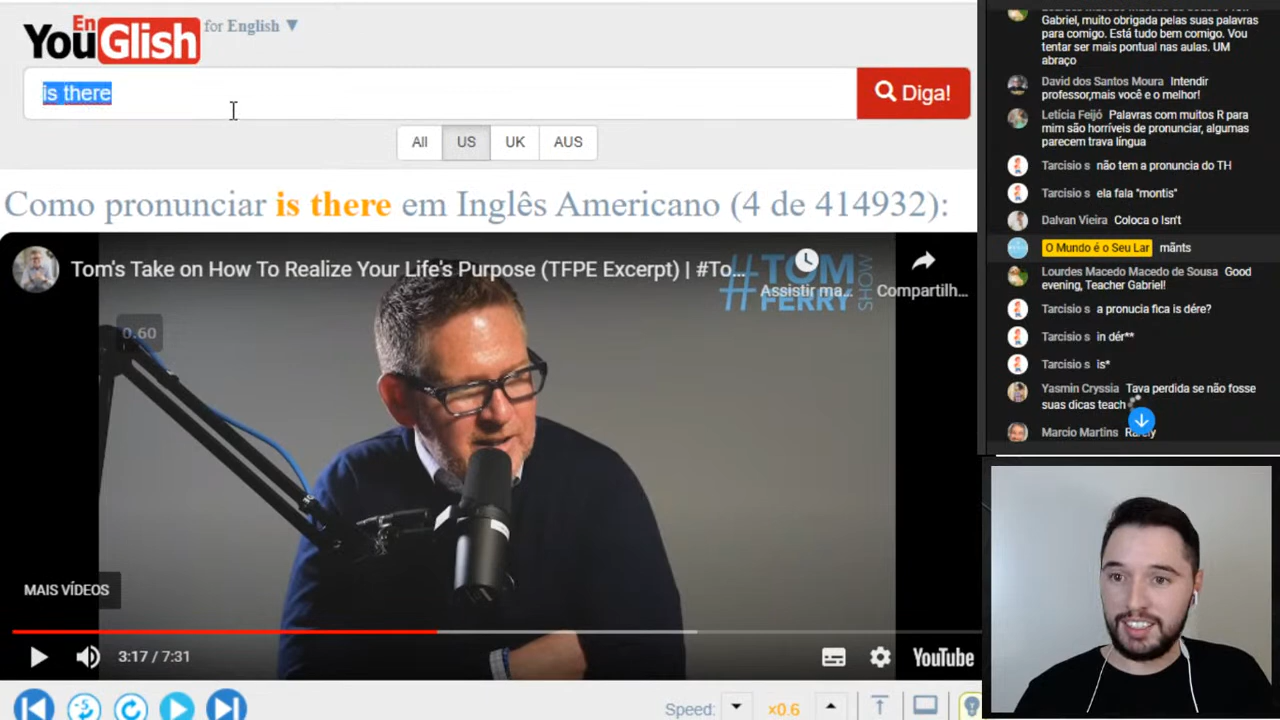 YouGlish
En
for English ▼
is there
Diga!
All
US
UK
AUS
Como pronunciar is there em Inglês Americano (4 de 414932):
Tom's Take on How To Realize Your Life's Purpose (TFPE Excerpt) | #To...
#TOM
FERRY
SHOW
Assistir ma...
Compartilh...
0.60
MAIS VÍDEOS
3:17 / 7:31
YouTube
5
Speed:
x0.6
Gabriel, muito obrigada pelas suas palavras
para comigo. Está tudo bem comigo. Vou
tentar ser mais pontual nas aulas. UM
abraço
David dos Santos Moura Intendir
professor,mais você e o melhor!
Letícia Feijó Palavras com muitos R para
mim são horríveis de pronunciar, algumas
parecem trava língua
Tarcisio s não tem a pronuncia do TH
Tarcisio s ela fala "montis"
Dalvan Vieira Coloca o Isn't
O Mundo é o Seu Lar mãnts
Lourdes Macedo Macedo de Sousa Good
evening, Teacher Gabriel!
Tarcisio s a pronucia fica is dére?
Tarcisio s in dér**
Tarcisio s is*
Yasmin Cryssia Tava perdida se não fosse
suas dicas teach
Marcio Martins